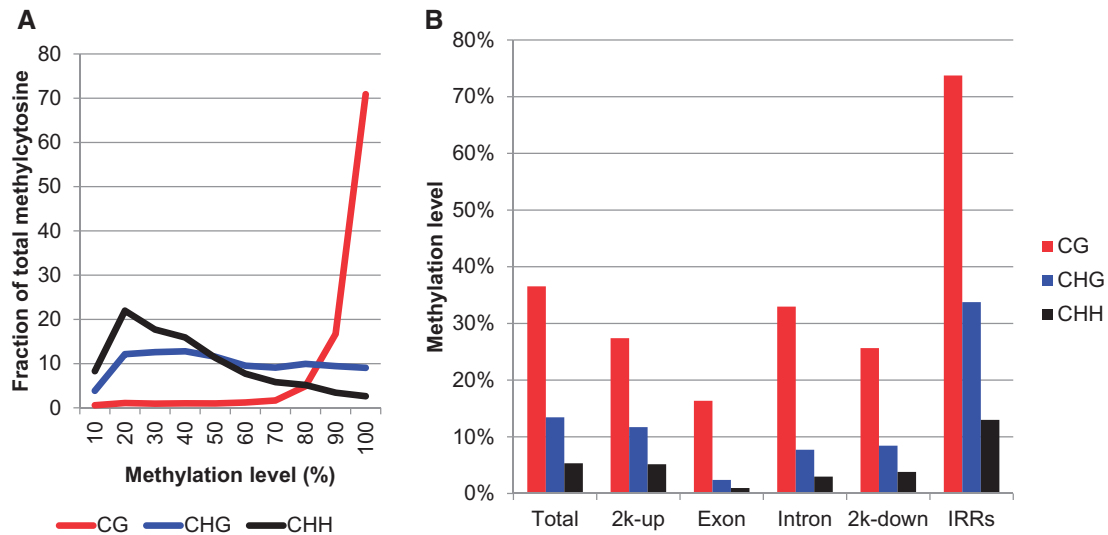 A
Fraction of total methylcytosine
80
70
60
50
40
30
20
10
0
10 20 30 40 50 60 70 80 90 100
Methylation level (%)
CG CHG CHH
B
Methylation level
80%
70%
60%
50%
40%
30%
20%
10%
0%
Total 2k-up Exon Intron 2k-down IRRs
CG
CHG
CHH